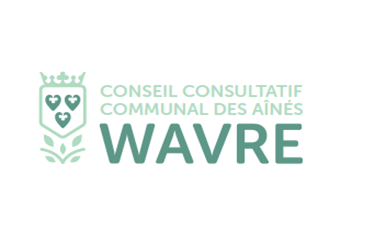 CONSEIL CONSULTATIF
COMMUNAL DES AÎNÉS
WAVRE